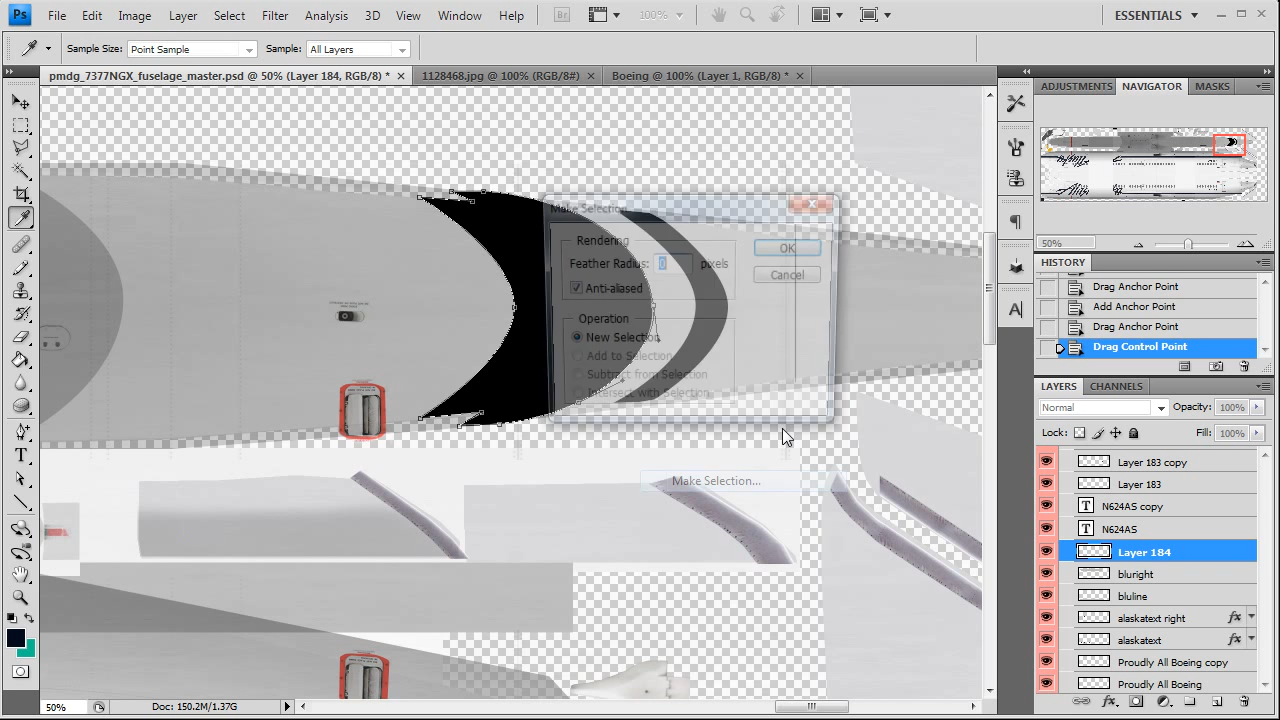 Ps File Edit Image Layer Select Filter Analysis 3D View Window Help Br 100% ESSENTIALS
Sample Size: Point Sample Sample: All Layers
pmdg_7377NGX_fuselage_master.psd @ 50% (Layer 184, RGB/8) * 1128468.jpg @ 100% (RGB/8#) Boeing @ 100% (Layer 1, RGB/8) *
ADJUSTMENTS NAVIGATOR MASKS
50%
HISTORY
Drag Anchor Point
Add Anchor Point
Drag Anchor Point
Drag Control Point
LAYERS CHANNELS
Normal Opacity: 100%
Lock: Fill: 100%
Layer 183 copy
Layer 183
T N624AS copy
T N624AS
Layer 184
bluright
bluline
alaskatext right fx
alaskatext fx
Proudly All Boeing copy
Proudly All Boeing
Make Selection
Rendering
OK
Feather Radius: 0 pixels
Cancel
Anti-aliased
Operation
New Selection
Add to Selection
Subtract from Selection
Intersect with Selection
Make Selection...
50% Doc: 150.2M/1.37G